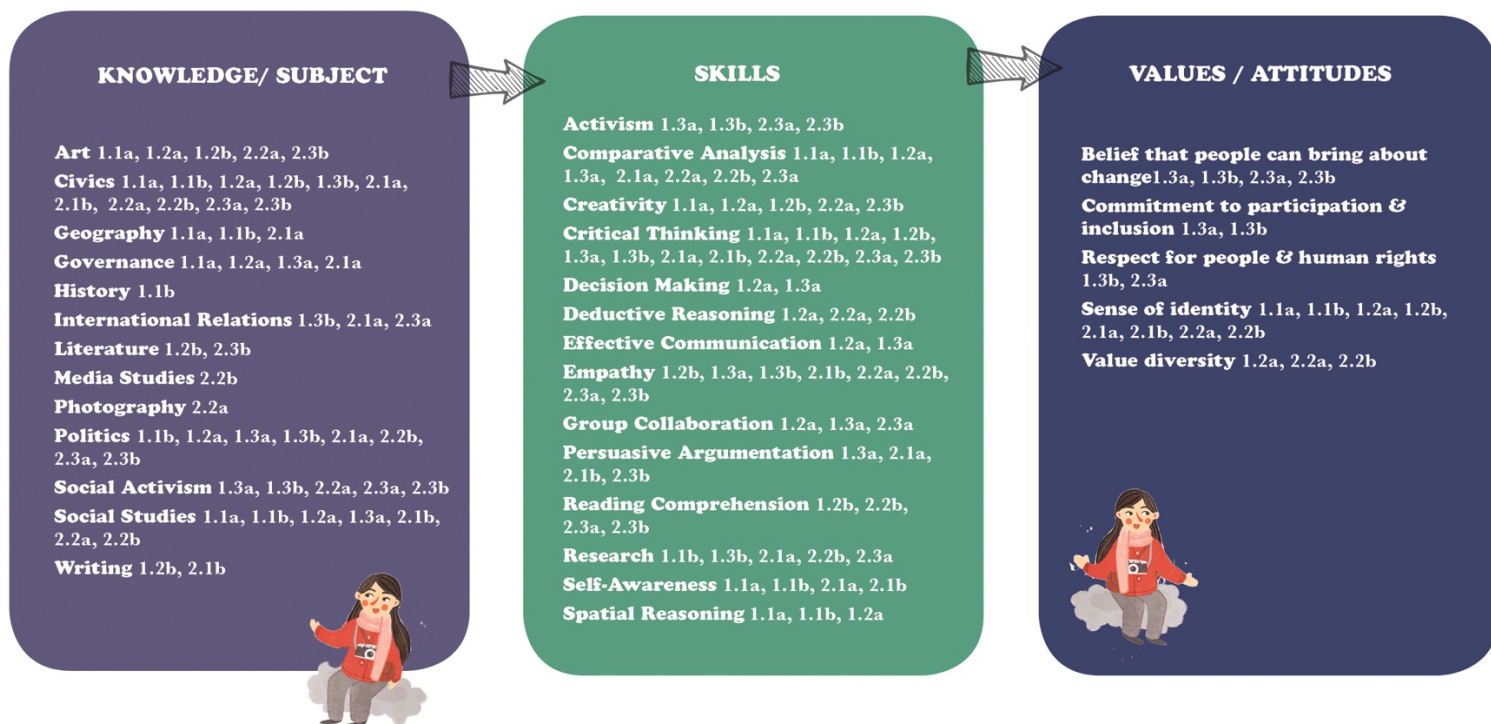 KNOWLEDGE/ SUBJECT
Art 1.1a, 1.2a, 1.2b, 2.2a, 2.3b
Civics 1.1a, 1.1b, 1.2a, 1.2b, 1.3b, 2.1a,
2.1b, 2.2a, 2.2b, 2.3a, 2.3b
Geography 1.1a, 1.1b, 2.1a
Governance 1.1a, 1.2a, 1.3a, 2.1a
History 1.1b
International Relations 1.3b, 2.1a, 2.3a
Literature 1.2b, 2.3b
Media Studies 2.2b
Photography 2.2a
Politics 1.1b, 1.2a, 1.3a, 1.3b, 2.1a, 2.2b,
2.3a, 2.3b
Social Activism 1.3a, 1.3b, 2.2a, 2.3a, 2.3b
Social Studies 1.1a, 1.1b, 1.2a, 1.3a, 2.1b,
2.2a, 2.2b
Writing 1.2b, 2.1b
SKILLS
Activism 1.3a, 1.3b, 2.3a, 2.3b
Comparative Analysis 1.1a, 1.1b, 1.2a,
1.3a, 2.1a, 2.2a, 2.2b, 2.3a
Creativity 1.1a, 1.2a, 1.2b, 2.2a, 2.3b
Critical Thinking 1.1a, 1.1b, 1.2a, 1.2b,
1.3a, 1.3b, 2.1a, 2.1b, 2.2a, 2.2b, 2.3a, 2.3b
Decision Making 1.2a, 1.3a
Deductive Reasoning 1.2a, 2.2a, 2.2b
Effective Communication 1.2a, 1.3a
Empathy 1.2b, 1.3a, 1.3b, 2.1b, 2.2a, 2.2b,
2.3a, 2.3b
Group Collaboration 1.2a, 1.3a, 2.3a
Persuasive Argumentation 1.3a, 2.1a,
2.1b, 2.3b
Reading Comprehension 1.2b, 2.2b,
2.3a, 2.3b
Research 1.1b, 1.3b, 2.1a, 2.2b, 2.3a
Self-Awareness 1.1a, 1.1b, 2.1a, 2.1b
Spatial Reasoning 1.1a, 1.1b, 1.2a
VALUES / ATTITUDES
Belief that people can bring about
change1.3a, 1.3b, 2.3a, 2.3b
Commitment to participation &
inclusion 1.3a, 1.3b
Respect for people & human rights
1.3b, 2.3a
Sense of identity 1.1a, 1.1b, 1.2a, 1.2b,
2.1a, 2.1b, 2.2a, 2.2b
Value diversity 1.2a, 2.2a, 2.2b